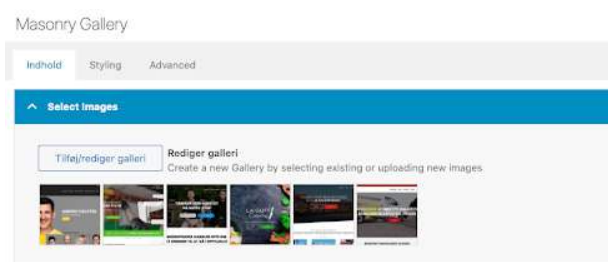 Masonry Gallery
Indhold Styling Advanced
Select Images
Tilføj/rediger galleri
Rediger galleri
Create a new Gallery by selecting existing or uploading new images